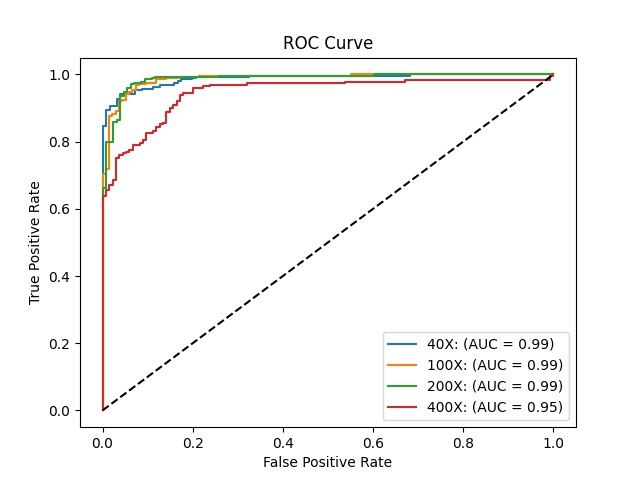 ROC Curve
True Positive Rate
1.0
0.8
0.6
0.4
0.2
0.0
0.0 0.2 0.4 0.6 0.8 1.0
False Positive Rate
40X: (AUC = 0.99)
100X: (AUC = 0.99)
200X: (AUC = 0.99)
400X: (AUC = 0.95)